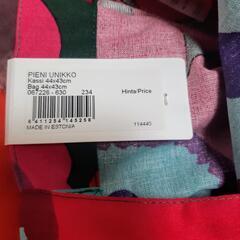 PIENI UNIKKO
Kassi 44x43cm
Bag 44x43cm
067226 - 630 234
Hinta/Price
6 411254 145256
114440
MADE IN ESTONIA